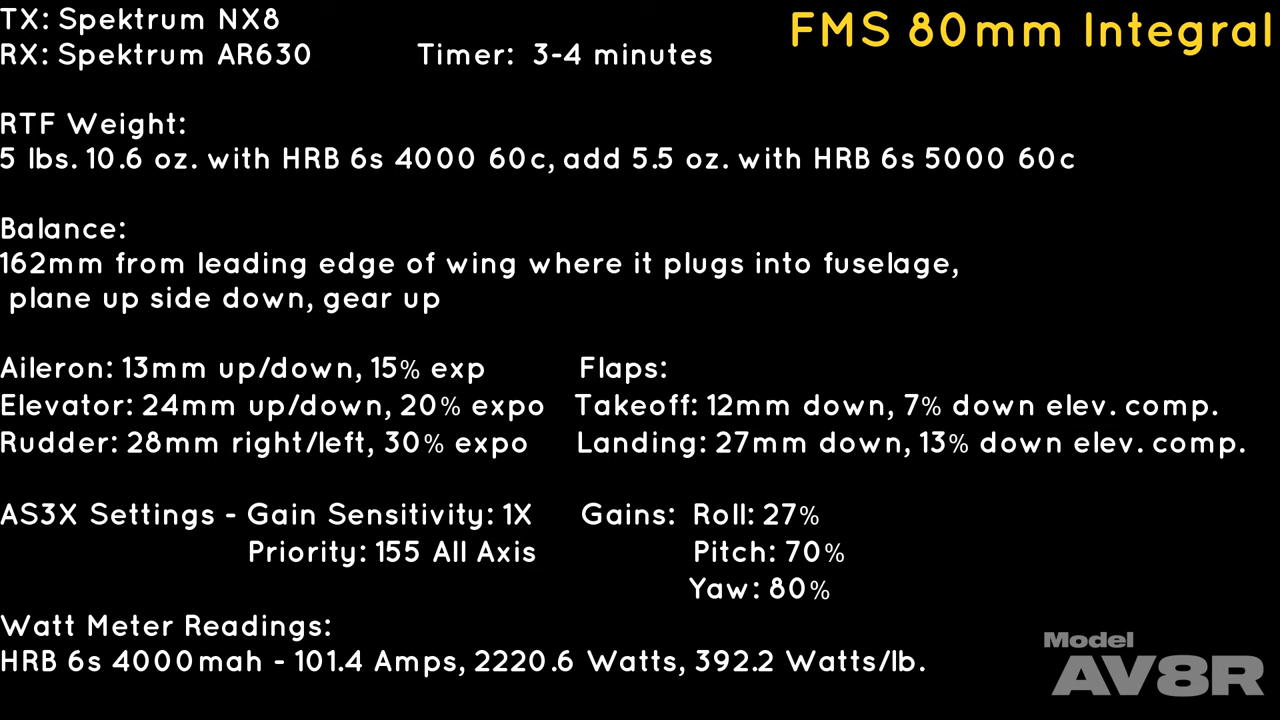 TX: Spektrum NX8
FMS 80mm Integral
RX: Spektrum AR630 Timer: 3-4 minutes
RTF Weight:
5 lbs. 10.6 oz. with HRB 6s 4000 60c, add 5.5 oz. with HRB 6s 5000 60c
Balance:
162mm from leading edge of wing where it plugs into fuselage,
plane up side down, gear up
Aileron: 13mm up/down, 15% exp Flaps:
Elevator: 24mm up/down, 20% expo Takeoff: 12mm down, 7% down elev. comp.
Rudder: 28mm right/left, 30% expo Landing: 27mm down, 13% down elev. comp.
AS3X Settings - Gain Sensitivity: 1X Gains: Roll: 27%
Priority: 155 All Axis Pitch: 70%
Yaw: 80%
Watt Meter Readings:
HRB 6s 4000mah - 101.4 Amps, 2220.6 Watts, 392.2 Watts/lb.
Model
AV8R